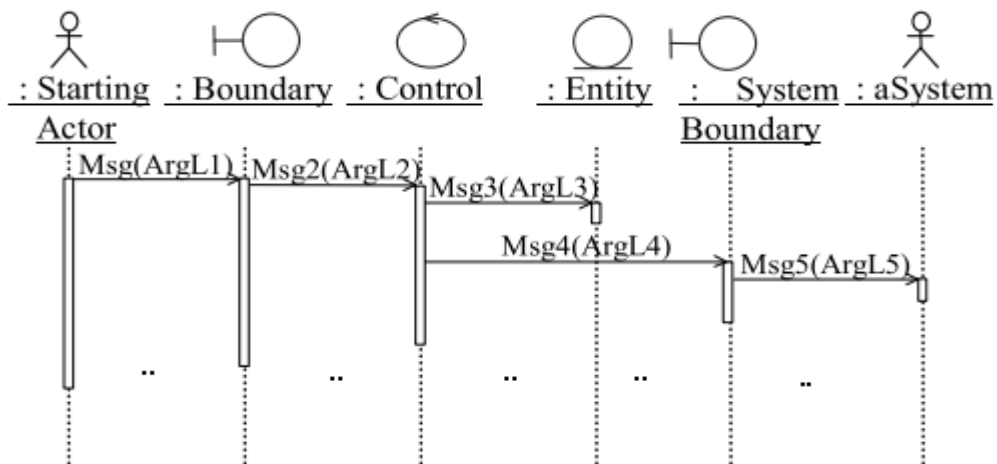 : Starting : Boundary : Control : Entity : System : aSystem
Actor Boundary
Msg(ArgL1) Msg2(ArgL2)
Msg3(ArgL3)
Msg4(ArgL4)
Msg5(ArgL5)
.. .. .. .. ..